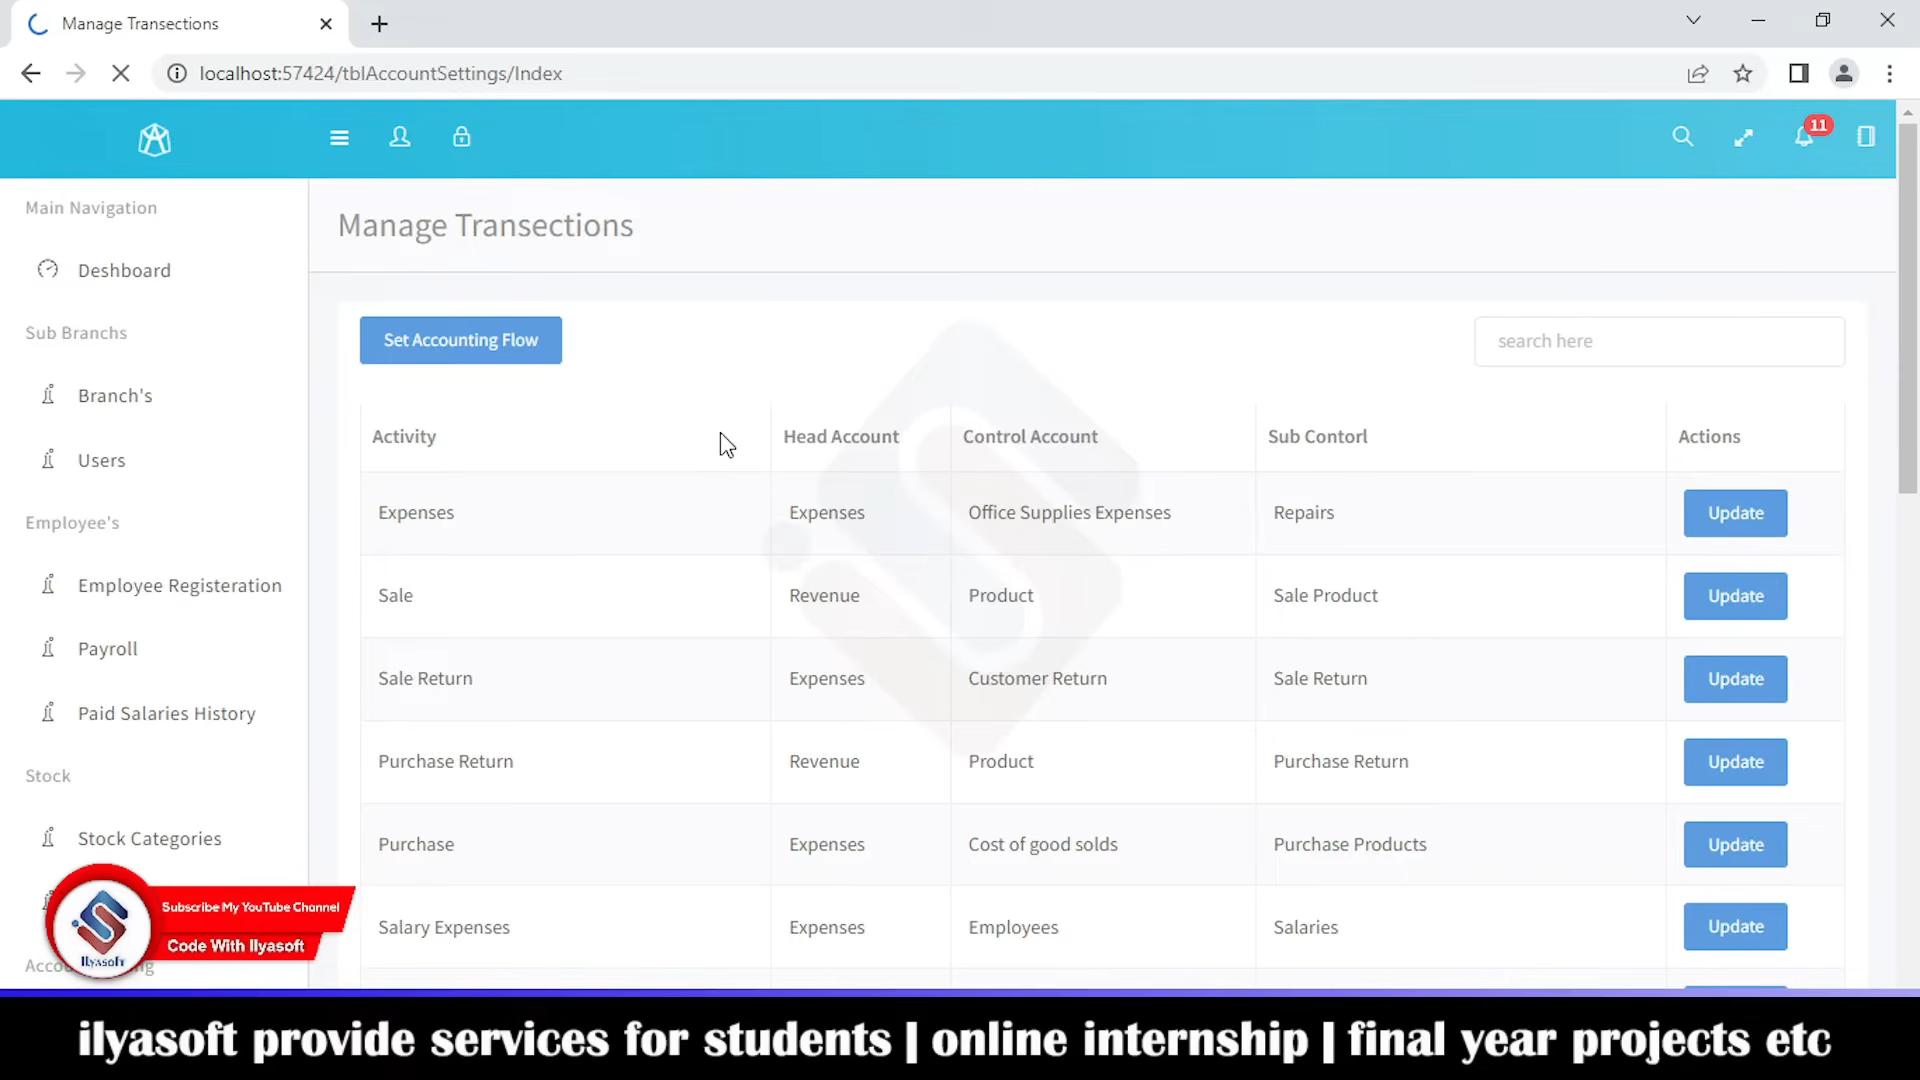 Manage Transections
localhost:57424/tblAccountSettings/Index
11
Main Navigation
Deshboard
Sub Branchs
Branch's
Users
Employee's
Employee Registeration
Payroll
Paid Salaries History
Stock
Stock Categories
Manage Transections
Set Accounting Flow
search here
Activity Head Account Control Account Sub Contorl Actions
Expenses Expenses Office Supplies Expenses Repairs Update
Sale Revenue Product Sale Product Update
Sale Return Expenses Customer Return Sale Return Update
Purchase Return Revenue Product Purchase Return Update
Purchase Expenses Cost of good solds Purchase Products Update
Salary Expenses Expenses Employees Salaries Update
Subscribe My YouTube Channel
Code With Ilyasoft
Ilyasoft
ilyasoft provide services for students | online internship | final year projects etc